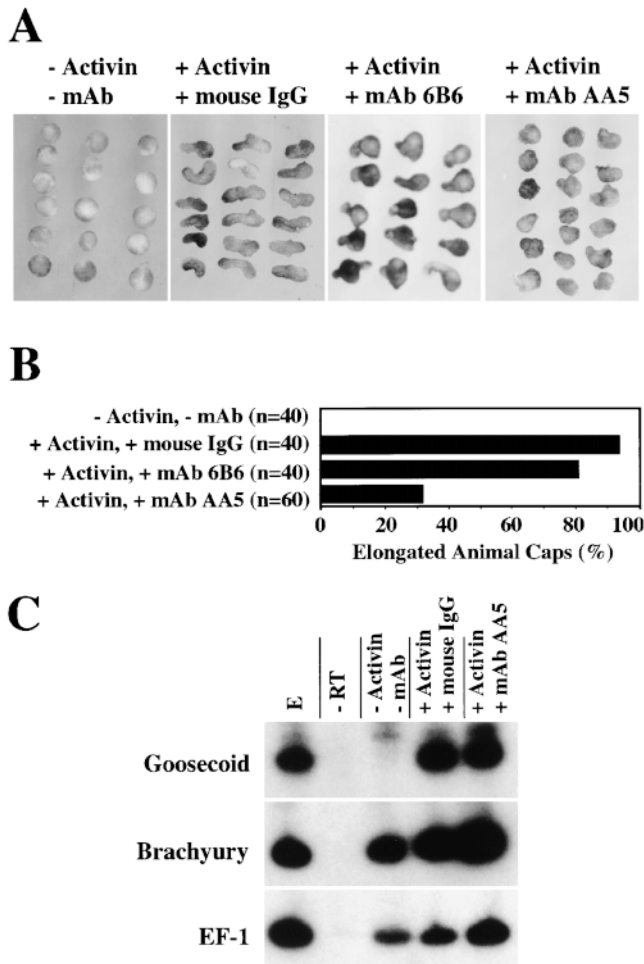 A
- Activin
- mAb
+ Activin
+ mouse IgG
+ Activin
+ mAb 6B6
+ Activin
+ mAb AA5
B
- Activin, - mAb (n=40)
+ Activin, + mouse IgG (n=40)
+ Activin, + mAb 6B6 (n=40)
+ Activin, + mAb AA5 (n=60)
0 20 40 60 80 100
Elongated Animal Caps (%)
C
E
- RT
- Activin
- mAb
+ Activin
+ mouse IgG
+ Activin
+ mAb AA5
Goosecoid
Brachyury
EF-1